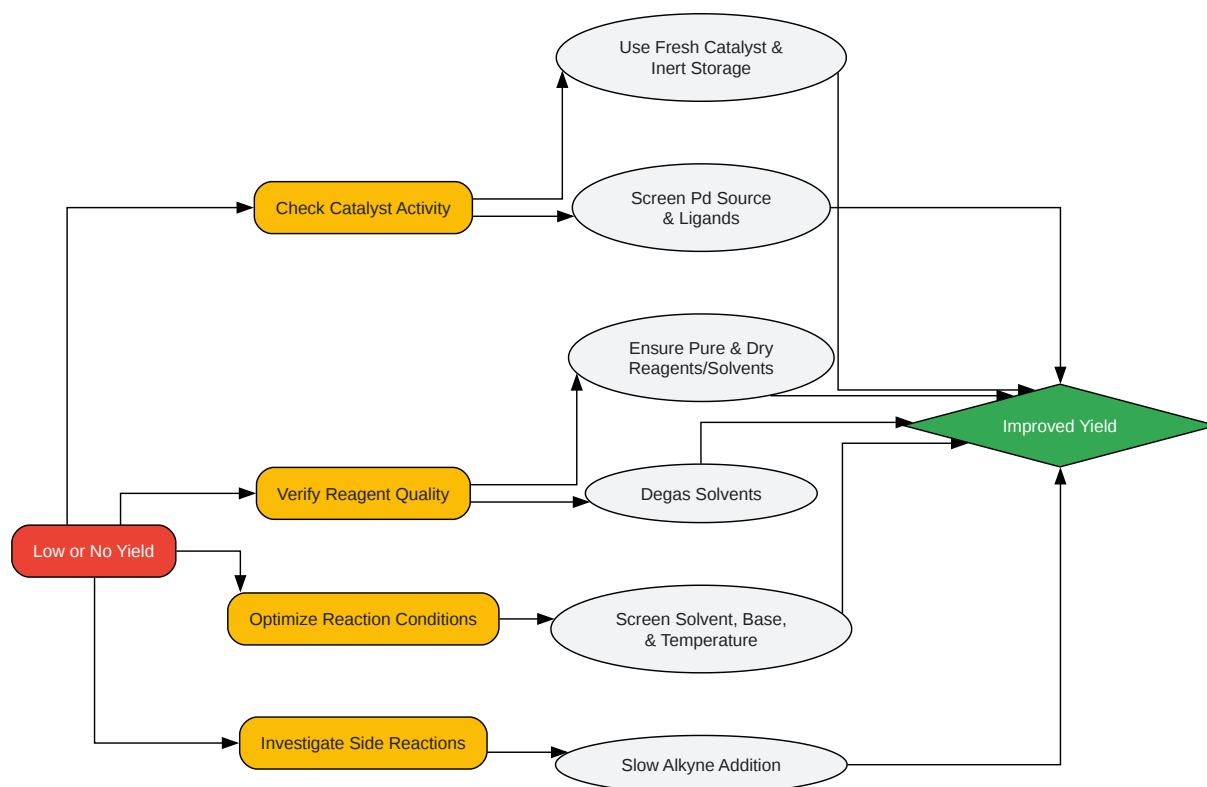 Use Fresh Catalyst &
Inert Storage
Check Catalyst Activity
Screen Pd Source
& Ligands
Ensure Pure & Dry
Reagents/Solvents
Improved Yield
Verify Reagent Quality
Degas Solvents
Low or No Yield
Optimize Reaction Conditions
Screen Solvent, Base,
& Temperature
Investigate Side Reactions
Slow Alkyne Addition